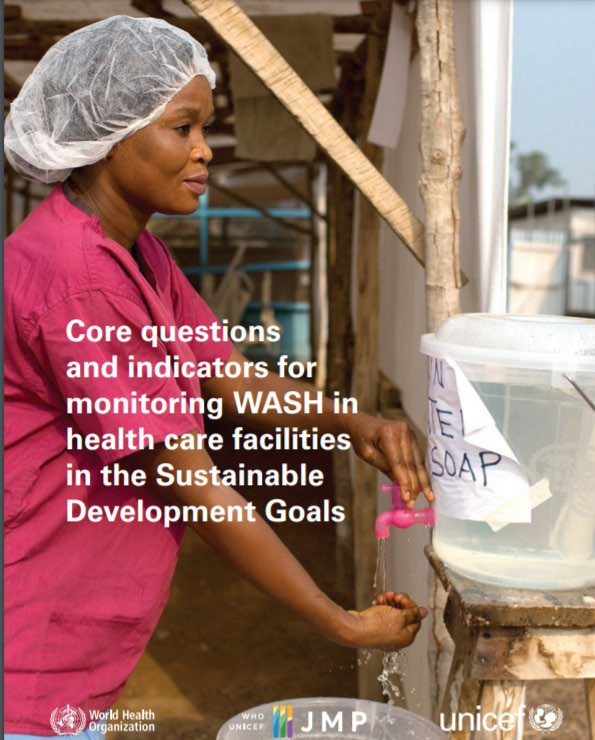 Core questions
and indicators for
monitoring WASH in
health care facilities
in the Sustainable
Development Goals
SOAP
World Health
Organization
WHO
UNICEF
JMP
unicef